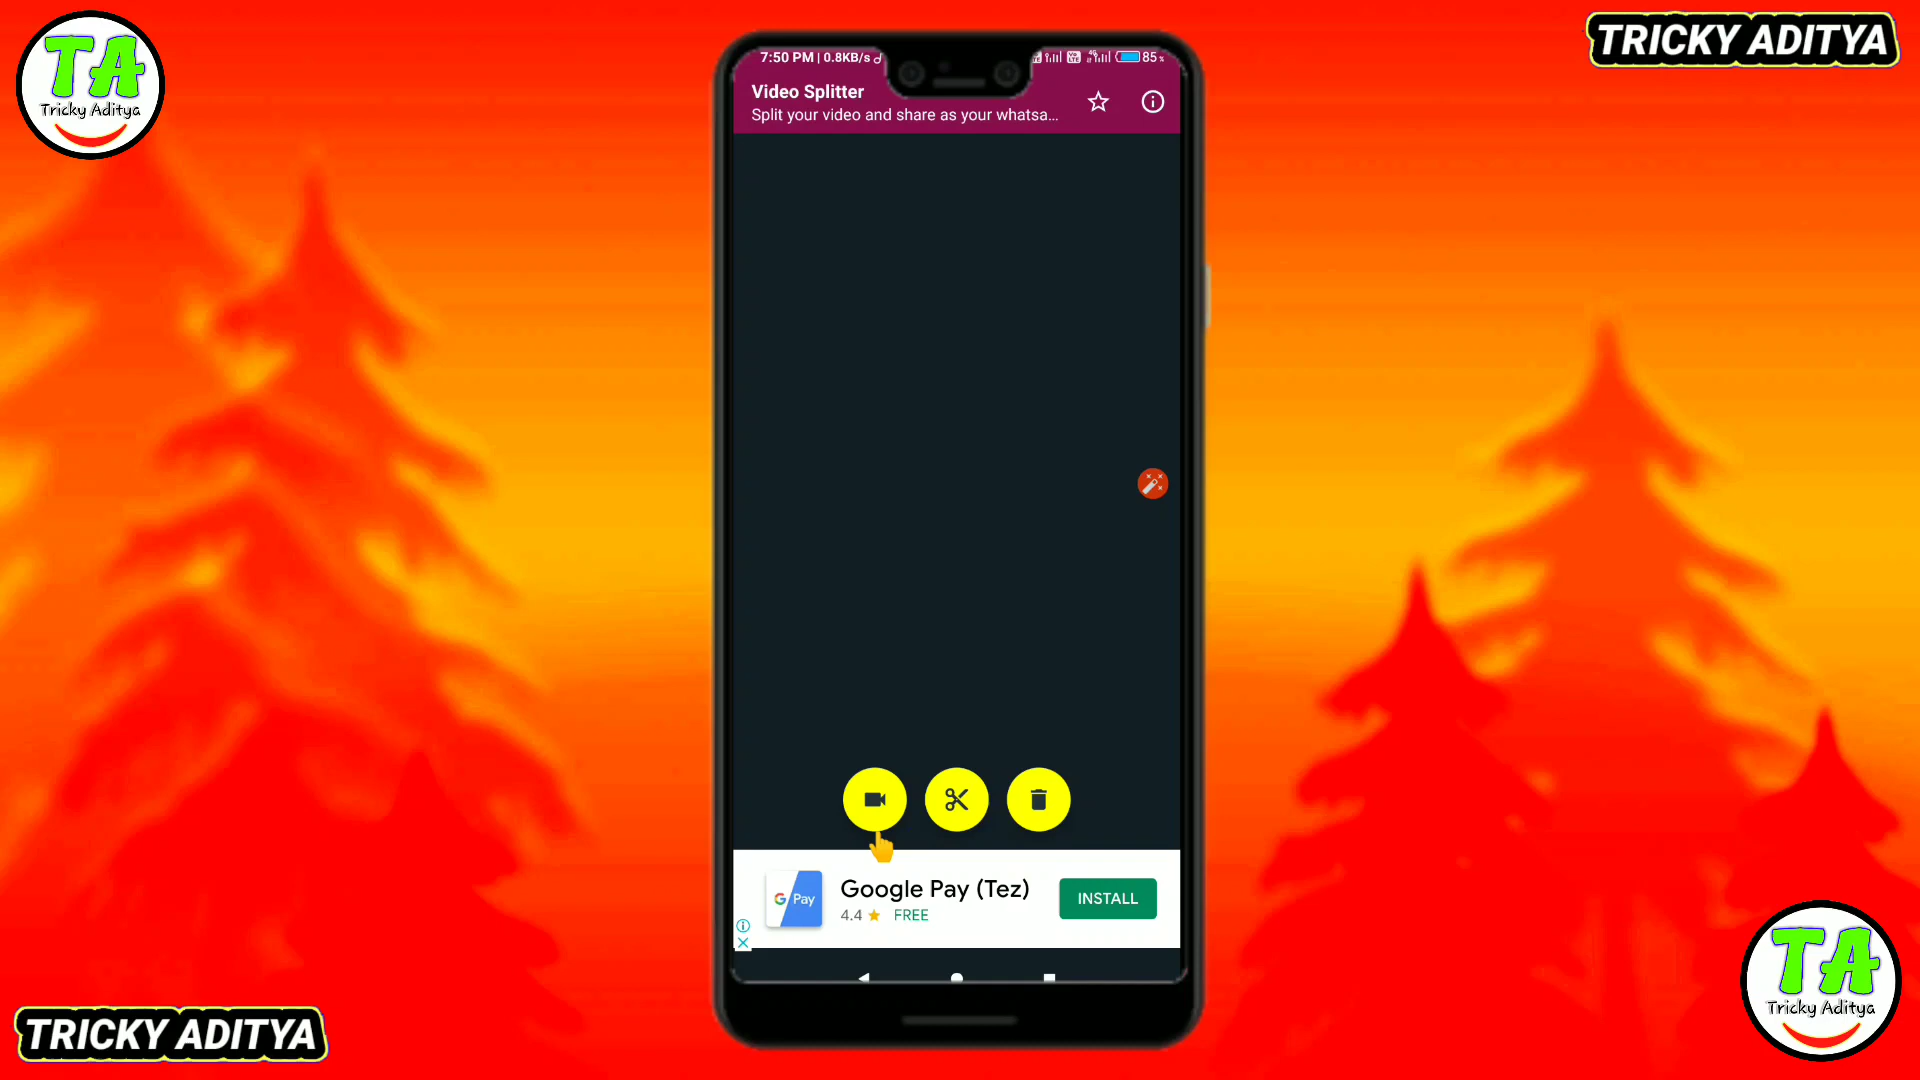 TA
Tricky Aditya
TRICKY ADITYA
7:50 PM | 0.8KB/s
85%
Video Splitter
Split your video and share as your whatsa...
G Pay
Google Pay (Tez)
4.4 ★ FREE
INSTALL
TRICKY ADITYA
TA
Tricky Aditya